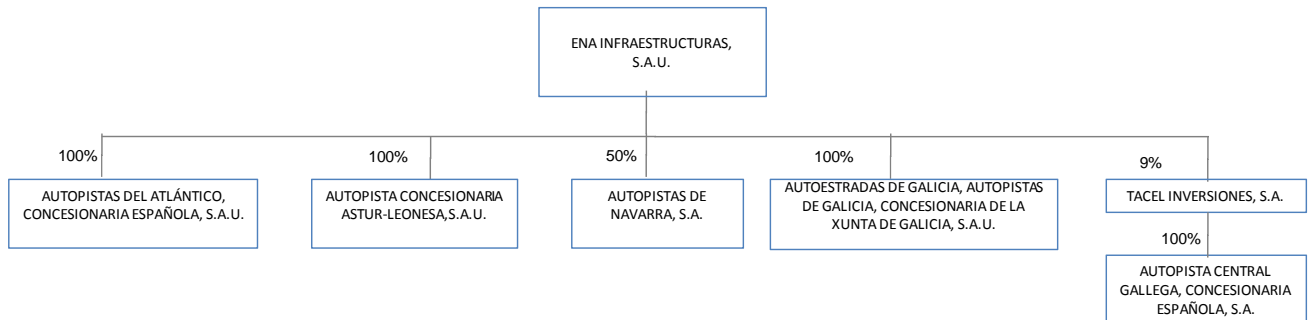 ENA INFRAESTRUCTURAS,
S.A.U.
100%
100%
50%
100%
9%
AUTOPISTAS DEL ATLÁNTICO,
CONCESIONARIA ESPAÑOLA, S.A.U.
AUTOPISTA CONCESIONARIA
ASTUR-LEONESA,S.A.U.
AUTOPISTAS DE
NAVARRA, S.A.
AUTOESTRADAS DE GALICIA, AUTOPISTAS
DE GALICIA, CONCESIONARIA DE LA
XUNTA DE GALICIA, S.A.U.
TACEL INVERSIONES, S.A.
100%
AUTOPISTA CENTRAL
GALLEGA, CONCESIONARIA
ESPAÑOLA, S.A.